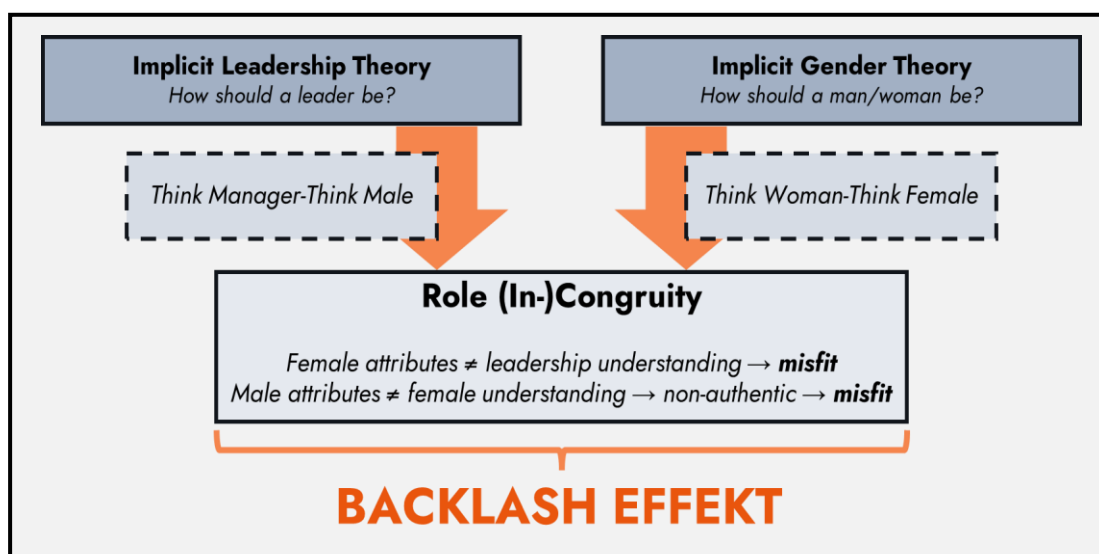 Implicit Leadership Theory
How should a leader be?
Implicit Gender Theory
How should a man/woman be?
Think Manager-Think Male
Think Woman-Think Female
Role (In-)Congruity
Female attributes ≠ leadership understanding → misfit
Male attributes ≠ female understanding → non-authentic → misfit
BACKLASH EFFEKT